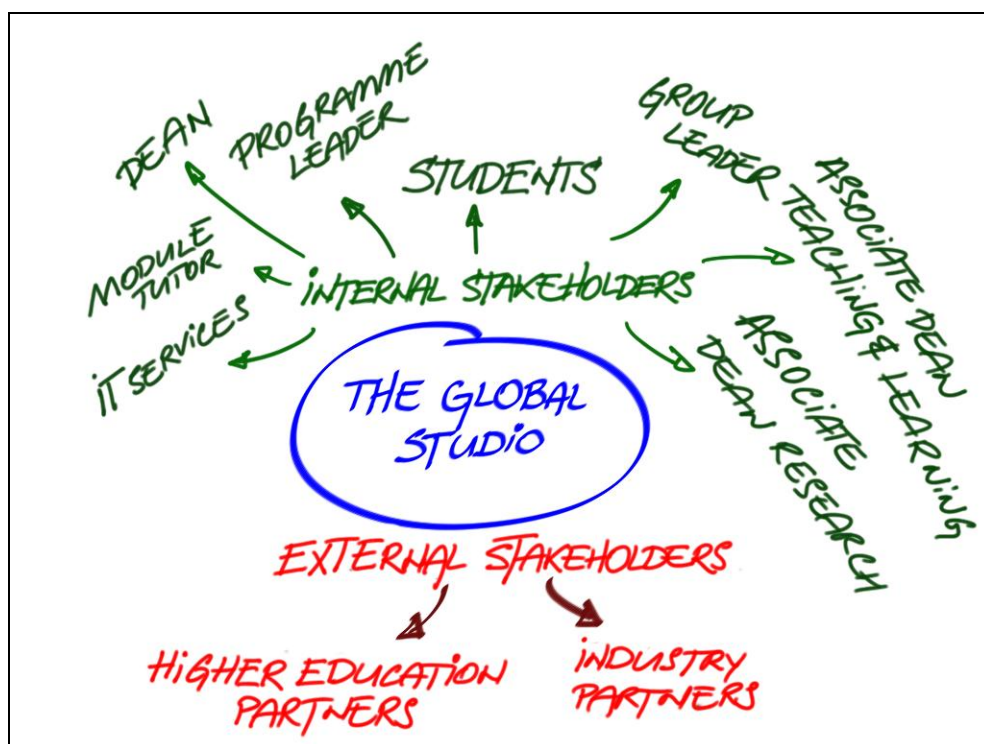 DEAN
PROGRAMME
LEADER
STUDENTS
GROUP
LEADER
ASSOCIATE DEAN
TEACHING & LEARNING
MODULE
TUTOR
INTERNAL STAKEHOLDERS
IT SERVICES
ASSOCIATE
DEAN RESEARCH
THE GLOBAL
STUDIO
EXTERNAL STAKEHOLDERS
HIGHER EDUCATION
PARTNERS
INDUSTRY
PARTNERS